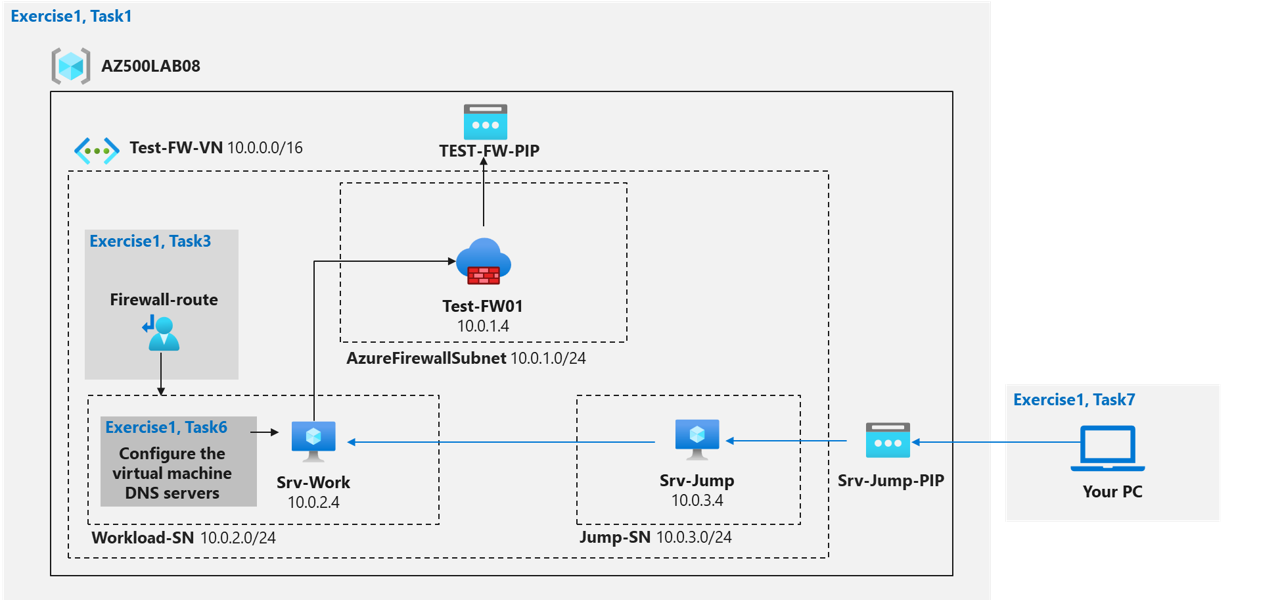 Exercise1, Task1
AZ500LAB08
Test-FW-VN 10.0.0.0/16
TEST-FW-PIP
Exercise1, Task3
Firewall-route
Test-FW01
10.0.1.4
AzureFirewallSubnet 10.0.1.0/24
Exercise1, Task6
Configure the
virtual machine
DNS servers
Srv-Work
10.0.2.4
Workload-SN 10.0.2.0/24
Srv-Jump
10.0.3.4
Jump-SN 10.0.3.0/24
Srv-Jump-PIP
Exercise1, Task7
Your PC